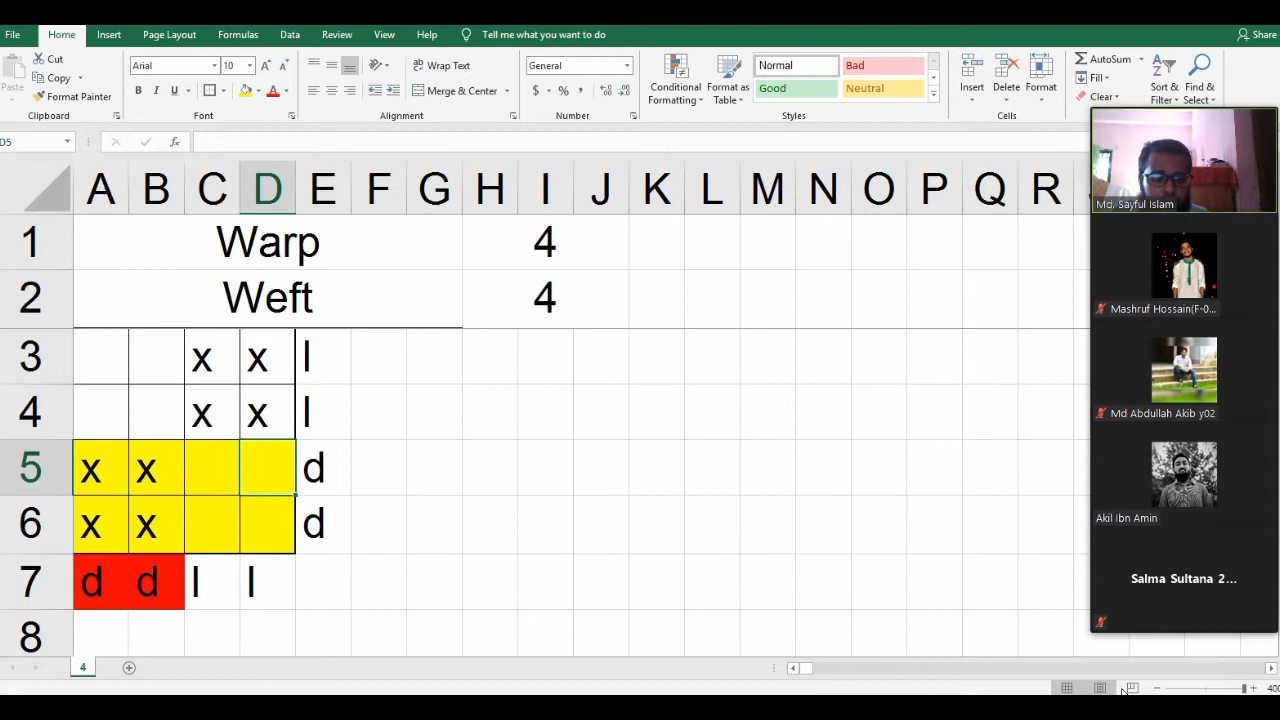 File Home Insert Page Layout Formulas Data Review View Help Tell me what you want to do Share
Cut
Copy
Format Painter
Paste
Clipboard
Arial 10
B I U
Font
Wrap Text
Merge & Center
Alignment
General
$ % ,
Number
Conditional Formatting
Format as Table
Normal Bad
Good Neutral
Styles
Insert Delete Format
Cells
AutoSum
Fill
Clear
Sort & Filter
Find & Select
D5 fx
A B C D E F G H I J K L M N O P Q R
1 Warp 4
2 Weft 4
3 x x l
4 x x l
5 x x d
6 x x d
7 d d l l
8
4
400
Md. Sayful Islam
Mashruf Hossain(F-0...
Md Abdullah Akib y02
Akil Ibn Amin
Salma Sultana 2...